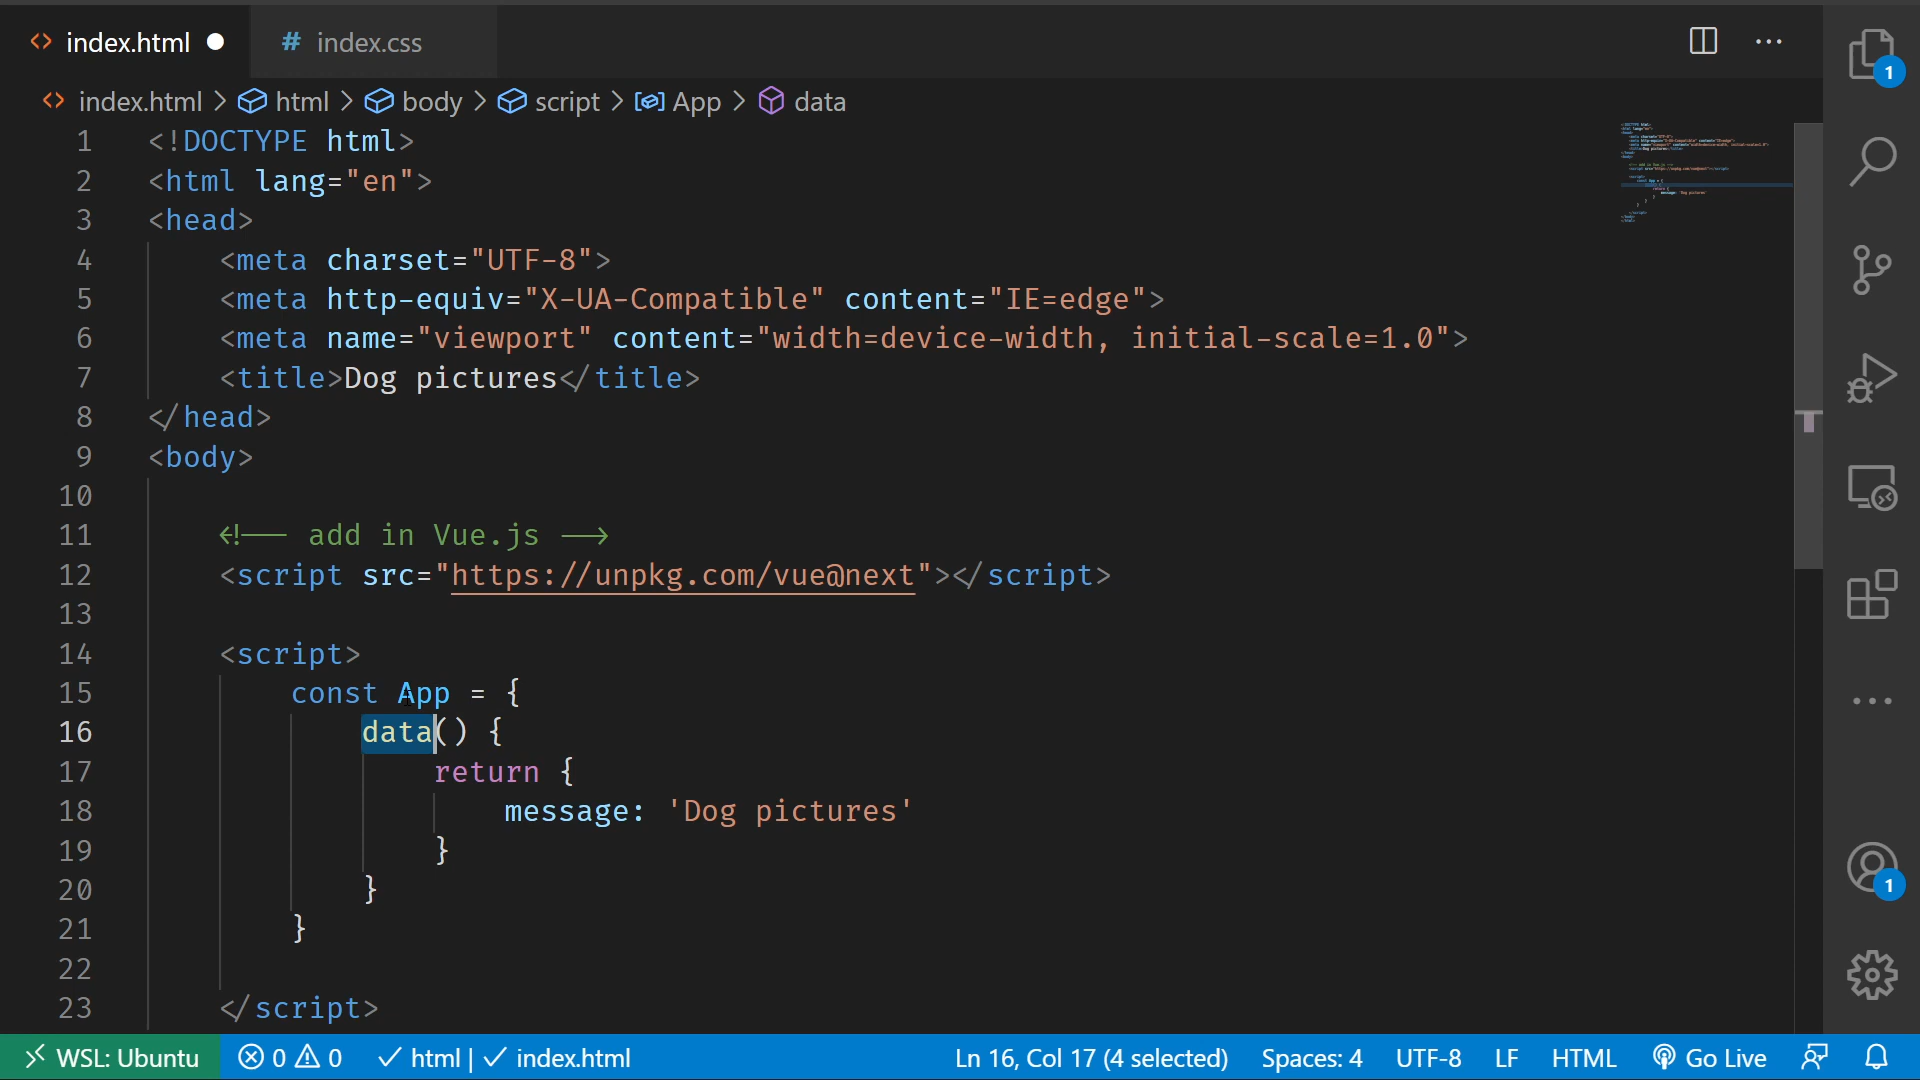 index.html
index.css
index.html > html > body > script > App > data
1 <!DOCTYPE html>
2 <html lang="en">
3 <head>
4 <meta charset="UTF-8">
5 <meta http-equiv="X-UA-Compatible" content="IE=edge">
6 <meta name="viewport" content="width=device-width, initial-scale=1.0">
7 <title>Dog pictures</title>
8 </head>
9 <body>
10
11 <!-- add in Vue.js -->
12 <script src="https://unpkg.com/vue@next"></script>
13
14 <script>
15 const App = {
16 data() {
17 return {
18 message: 'Dog pictures'
19 }
20 }
21 }
22
23 </script>
1
1
WSL: Ubuntu 0 0 html | index.html Ln 16, Col 17 (4 selected) Spaces: 4 UTF-8 LF HTML Go Live